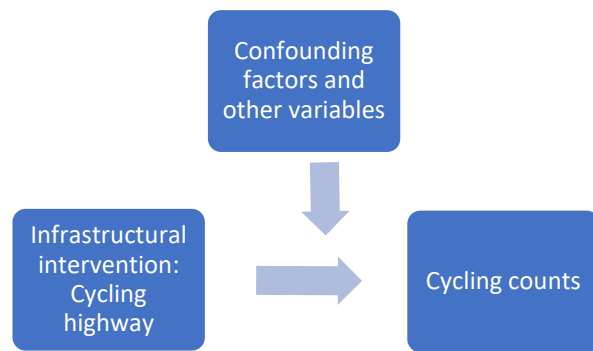 Confounding
factors and
other variables
Infrastructural
intervention:
Cycling
highway
Cycling counts